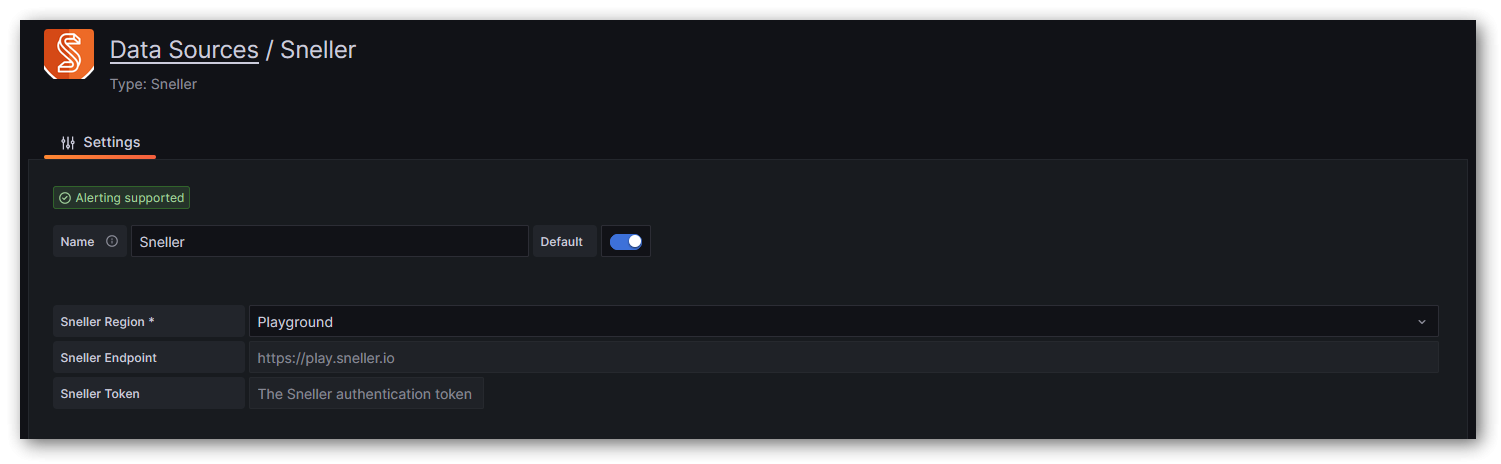 Data Sources / Sneller
Type: Sneller
Settings
Alerting supported
Name Sneller Default
Sneller Region * Playground
Sneller Endpoint https://play.sneller.io
Sneller Token The Sneller authentication token